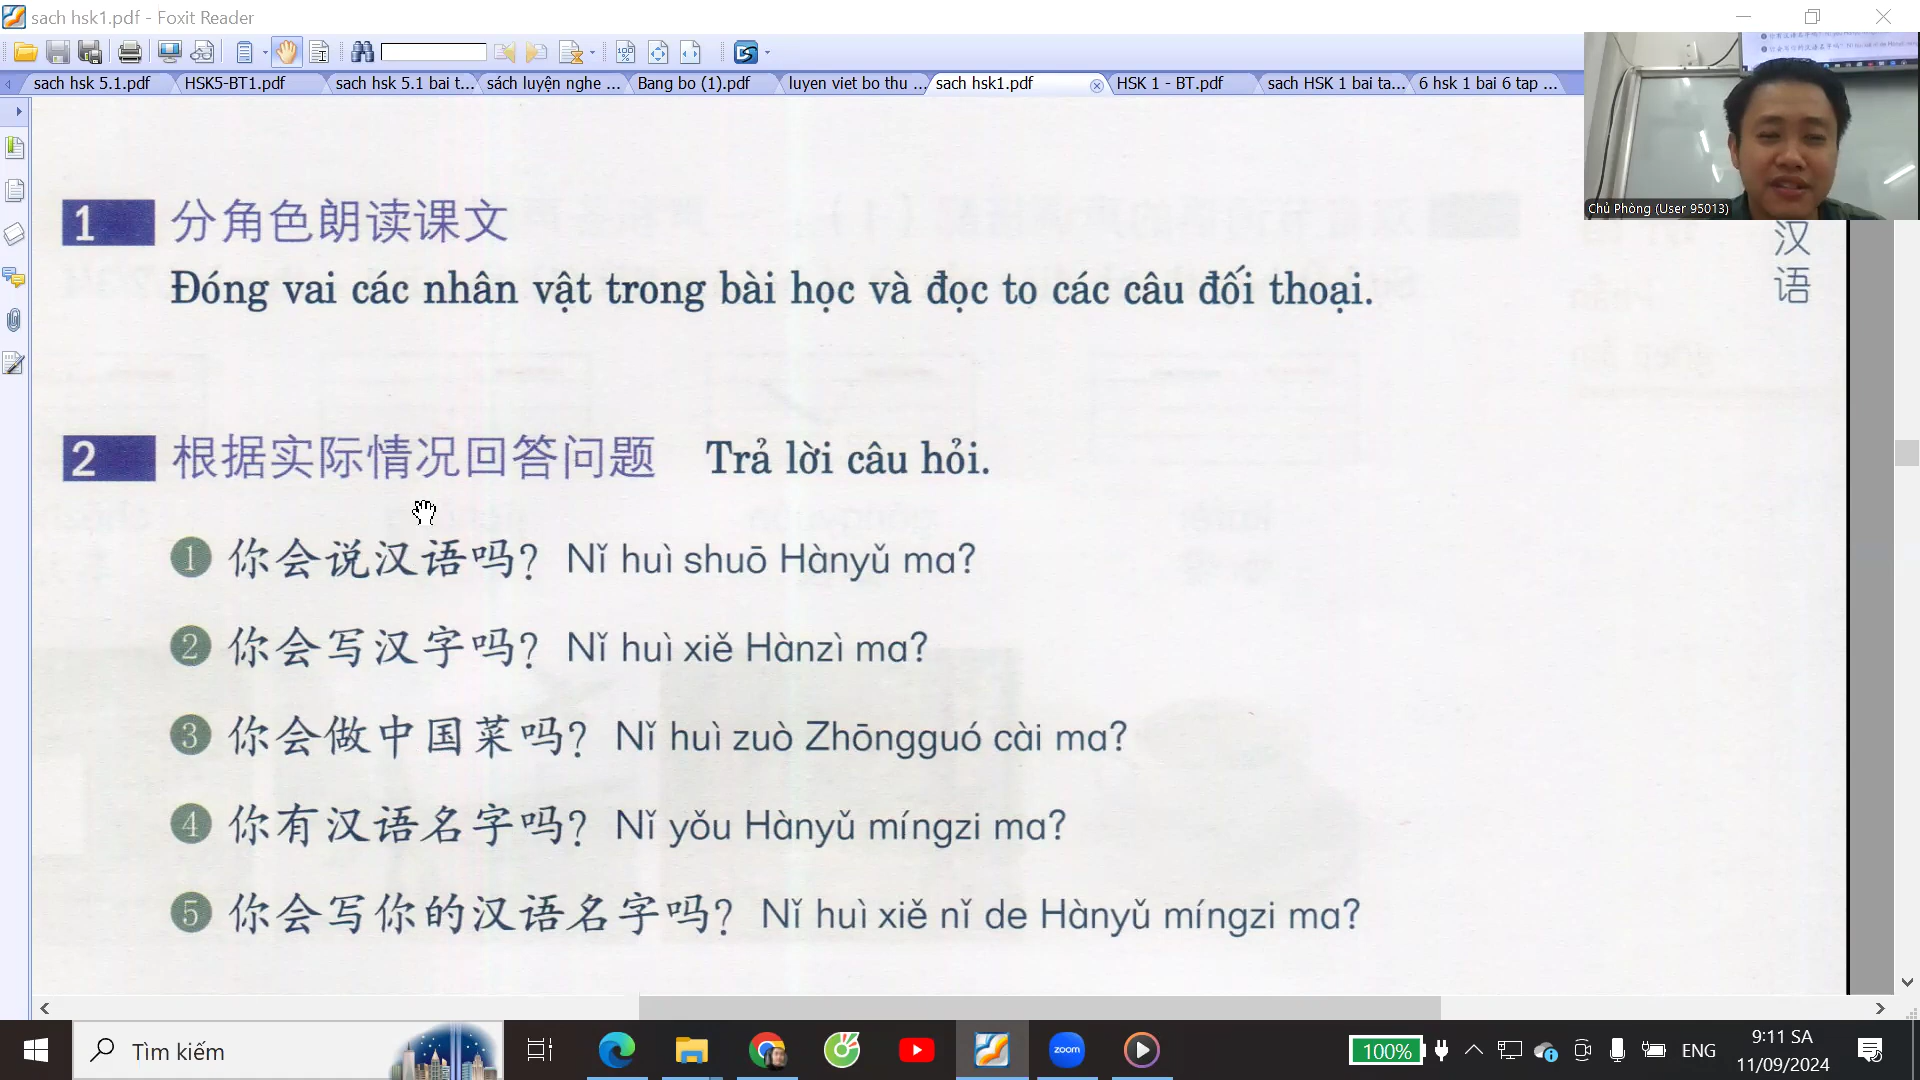 sach hsk1.pdf - Foxit Reader
sach hsk 5.1.pdf
HSK5-BT1.pdf
sach hsk 5.1 bai t...
sách luyện nghe ...
Bang bo (1).pdf
luyen viet bo thu ...
sach hsk1.pdf
HSK 1 - BT.pdf
sach HSK 1 bai ta...
6 hsk 1 bai 6 tap ...
Chủ Phòng (User 95013)
汉
语
1 分角色朗读课文
Đóng vai các nhân vật trong bài học và đọc to các câu đối thoại.
2 根据实际情况回答问题 Trả lời câu hỏi.
1 你会说汉语吗? Nǐ huì shuō Hànyǔ ma?
2 你会写汉字吗? Nǐ huì xiě Hànzì ma?
3 你会做中国菜吗? Nǐ huì zuò Zhōngguó cài ma?
4 你有汉语名字吗? Nǐ yǒu Hànyǔ míngzi ma?
5 你会写你的汉语名字吗? Nǐ huì xiě nǐ de Hànyǔ míngzi ma?
Tìm kiếm
zoom
100%
ENG
9:11 SA
11/09/2024